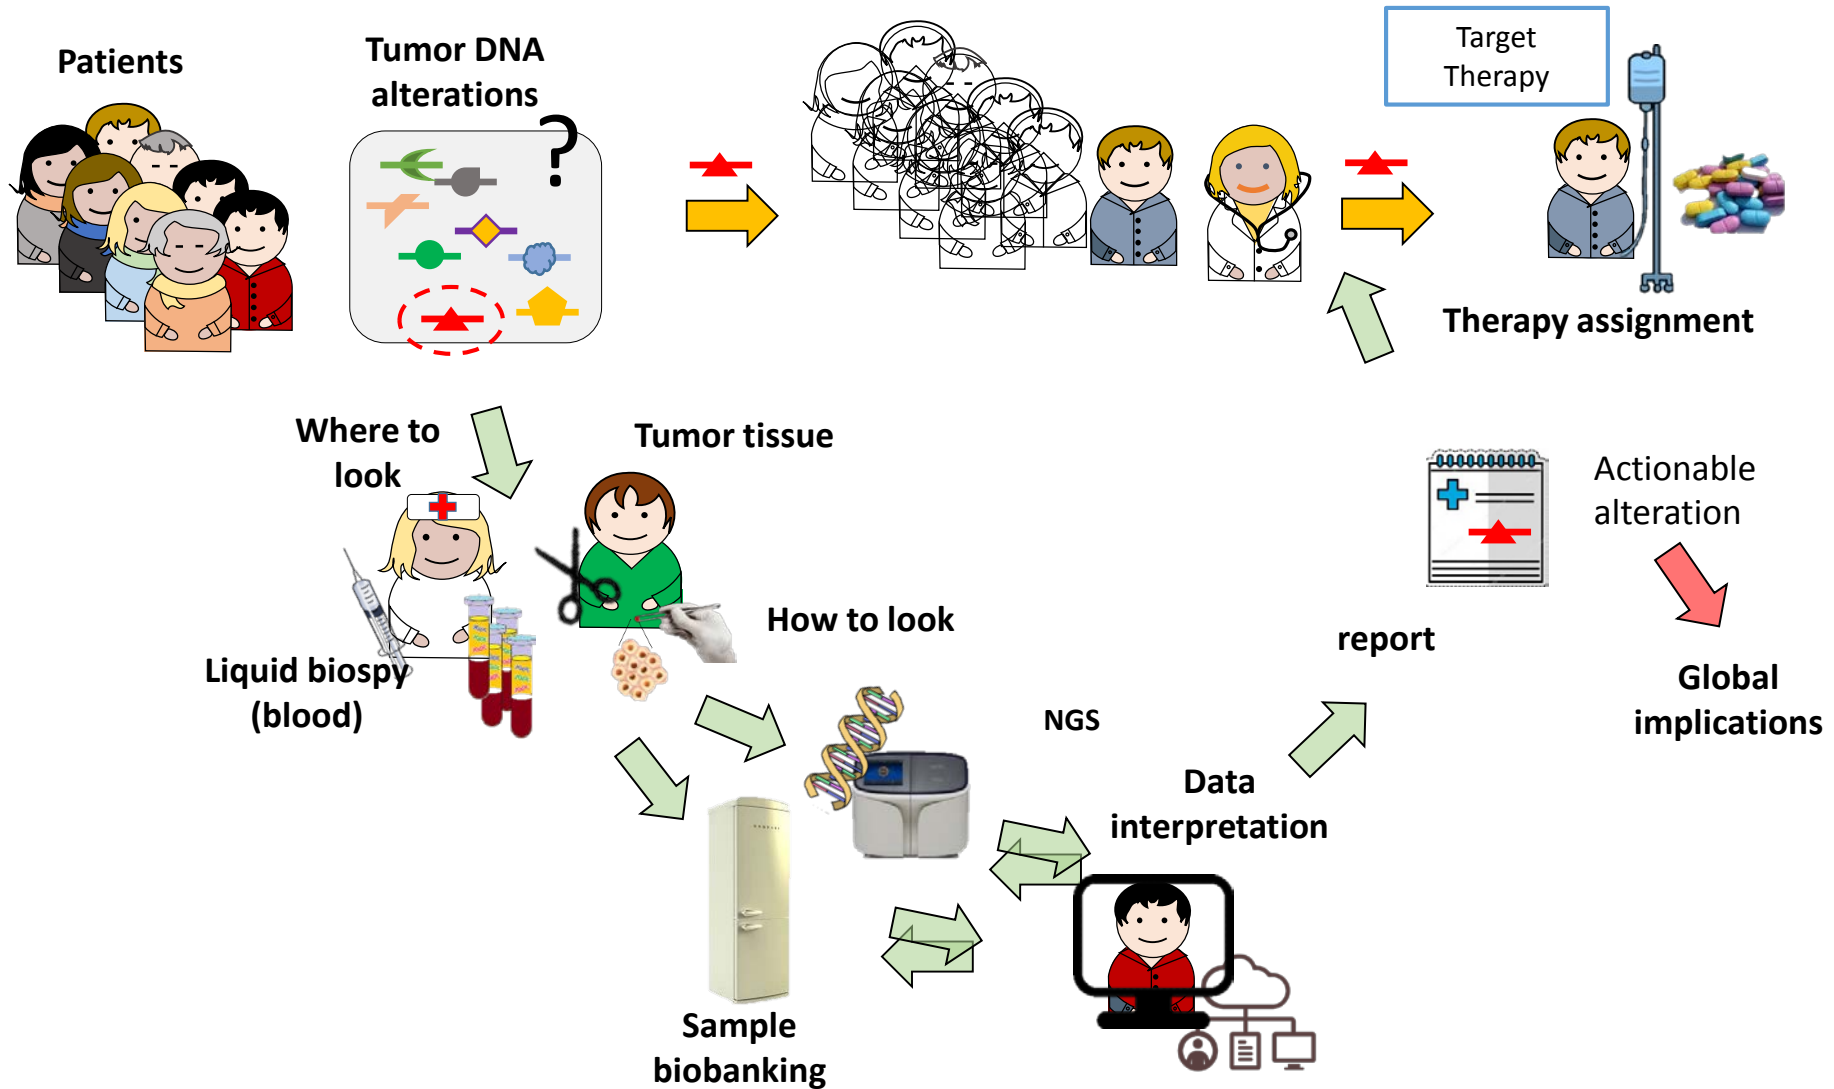 Patients
Tumor DNA
alterations
?
Target
Therapy
Therapy assignment
Where to
look
Tumor tissue
Liquid biospy
(blood)
How to look
NGS
Data
interpretation
Sample
biobanking
report
Actionable
alteration
Global
implications